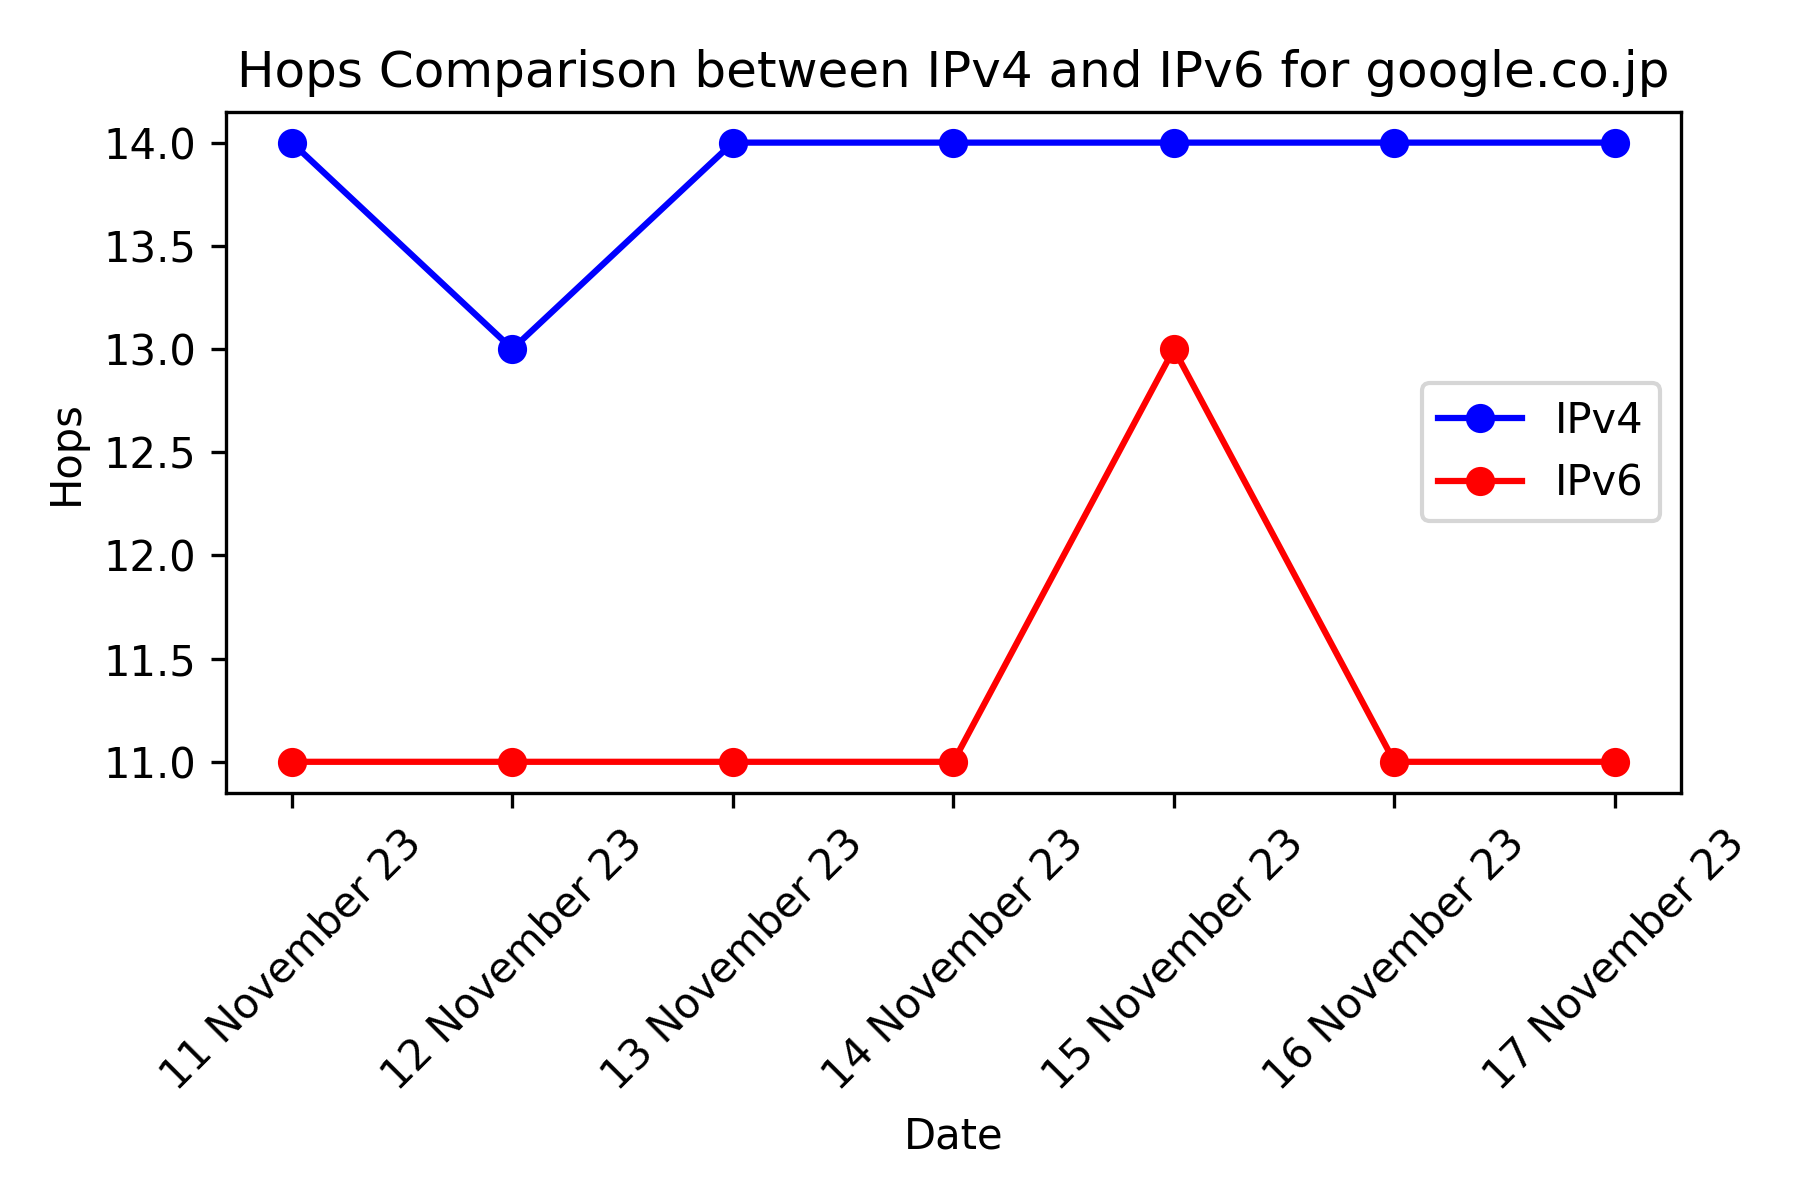 Hops Comparison between IPv4 and IPv6 for google.co.jp
14.0
13.5
13.0
12.5
12.0
11.5
11.0
Hops
IPv4
IPv6
11 November 23
12 November 23
13 November 23
14 November 23
15 November 23
16 November 23
17 November 23
Date